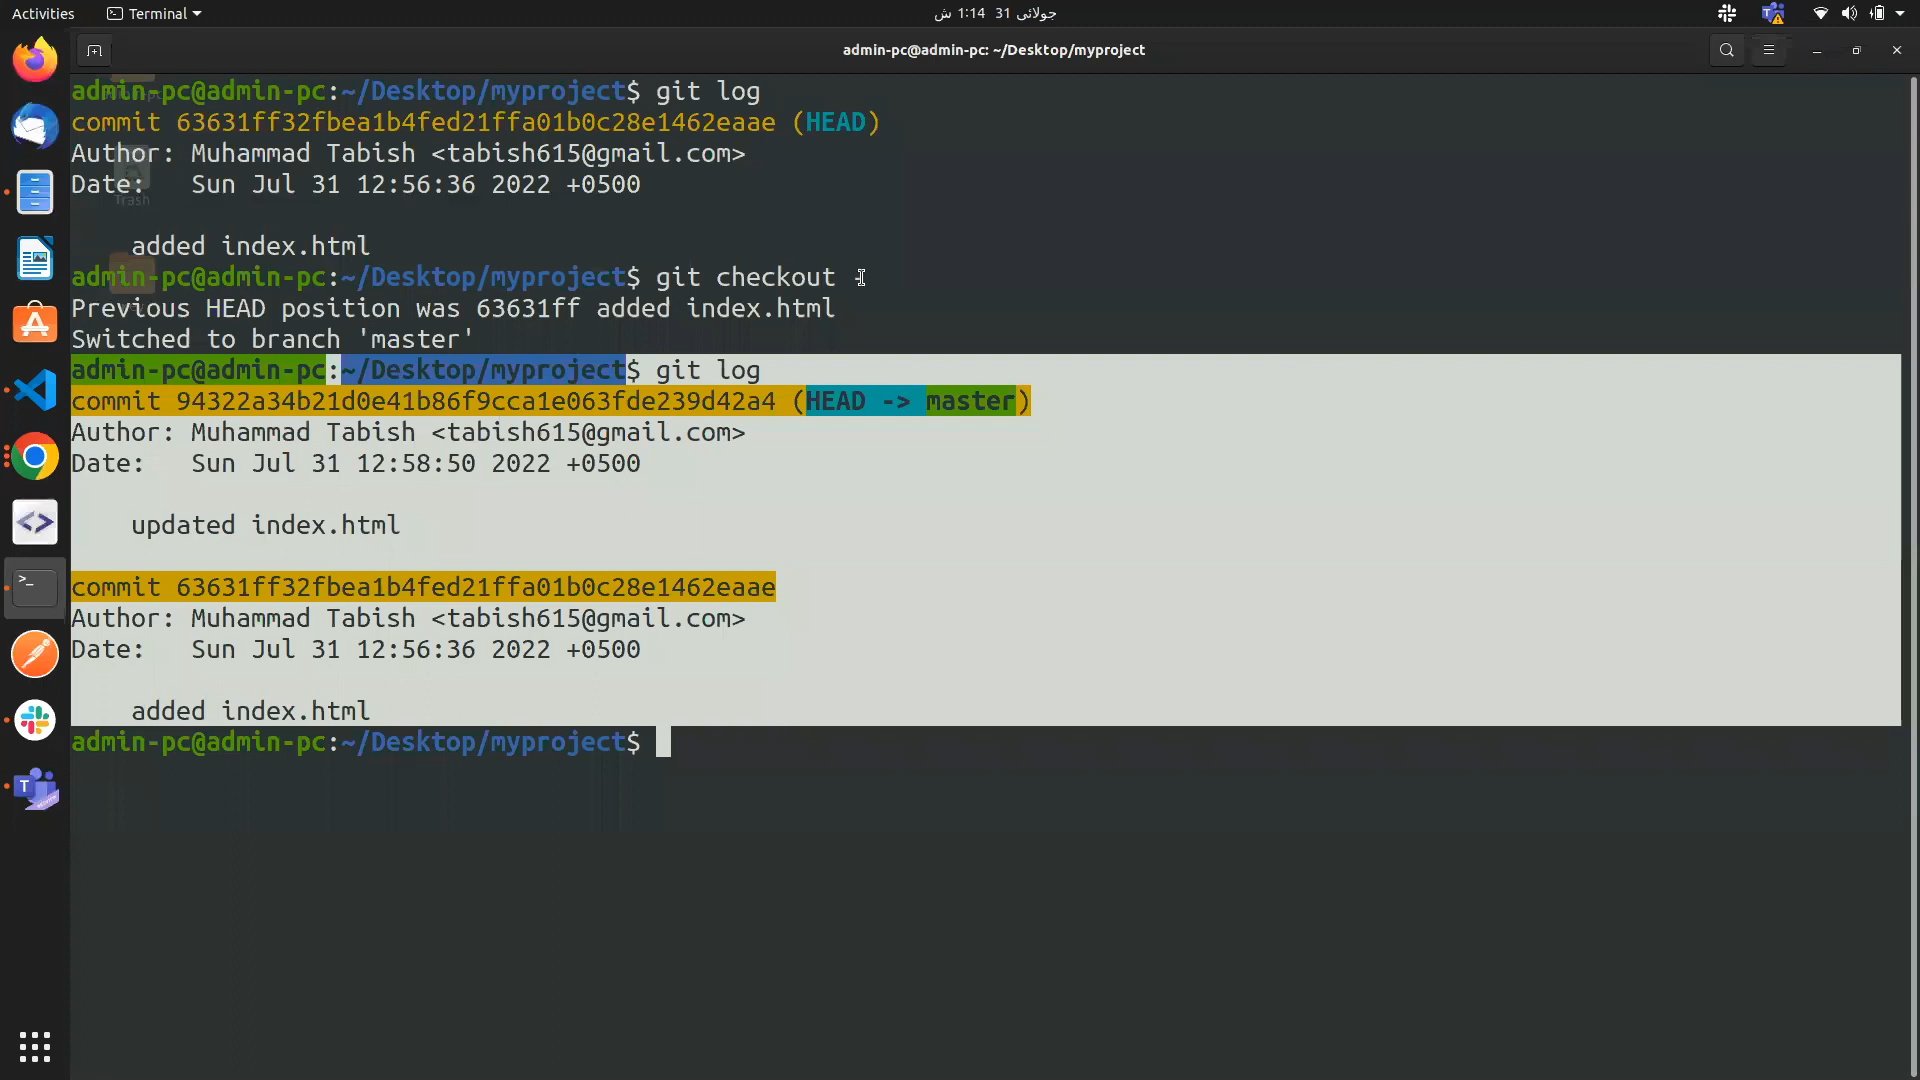 Activities
Terminal
جولائی 31  1:14 ش
admin-pc@admin-pc: ~/Desktop/myproject
admin-pc@admin-pc:~/Desktop/myproject$ git log
commit 63631ff32fbea1b4fed21ffa01b0c28e1462eaae (HEAD)
Author: Muhammad Tabish <tabish615@gmail.com>
Date:   Sun Jul 31 12:56:36 2022 +0500
Trash
added index.html
admin-pc@admin-pc:~/Desktop/myproject$ git checkout -
Previous HEAD position was 63631ff added index.html
Switched to branch 'master'
admin-pc@admin-pc:~/Desktop/myproject$ git log
commit 94322a34b21d0e41b86f9cca1e063fde239d42a4 (HEAD -> master)
Author: Muhammad Tabish <tabish615@gmail.com>
Date:   Sun Jul 31 12:58:50 2022 +0500
updated index.html
commit 63631ff32fbea1b4fed21ffa01b0c28e1462eaae
Author: Muhammad Tabish <tabish615@gmail.com>
Date:   Sun Jul 31 12:56:36 2022 +0500
added index.html
admin-pc@admin-pc:~/Desktop/myproject$